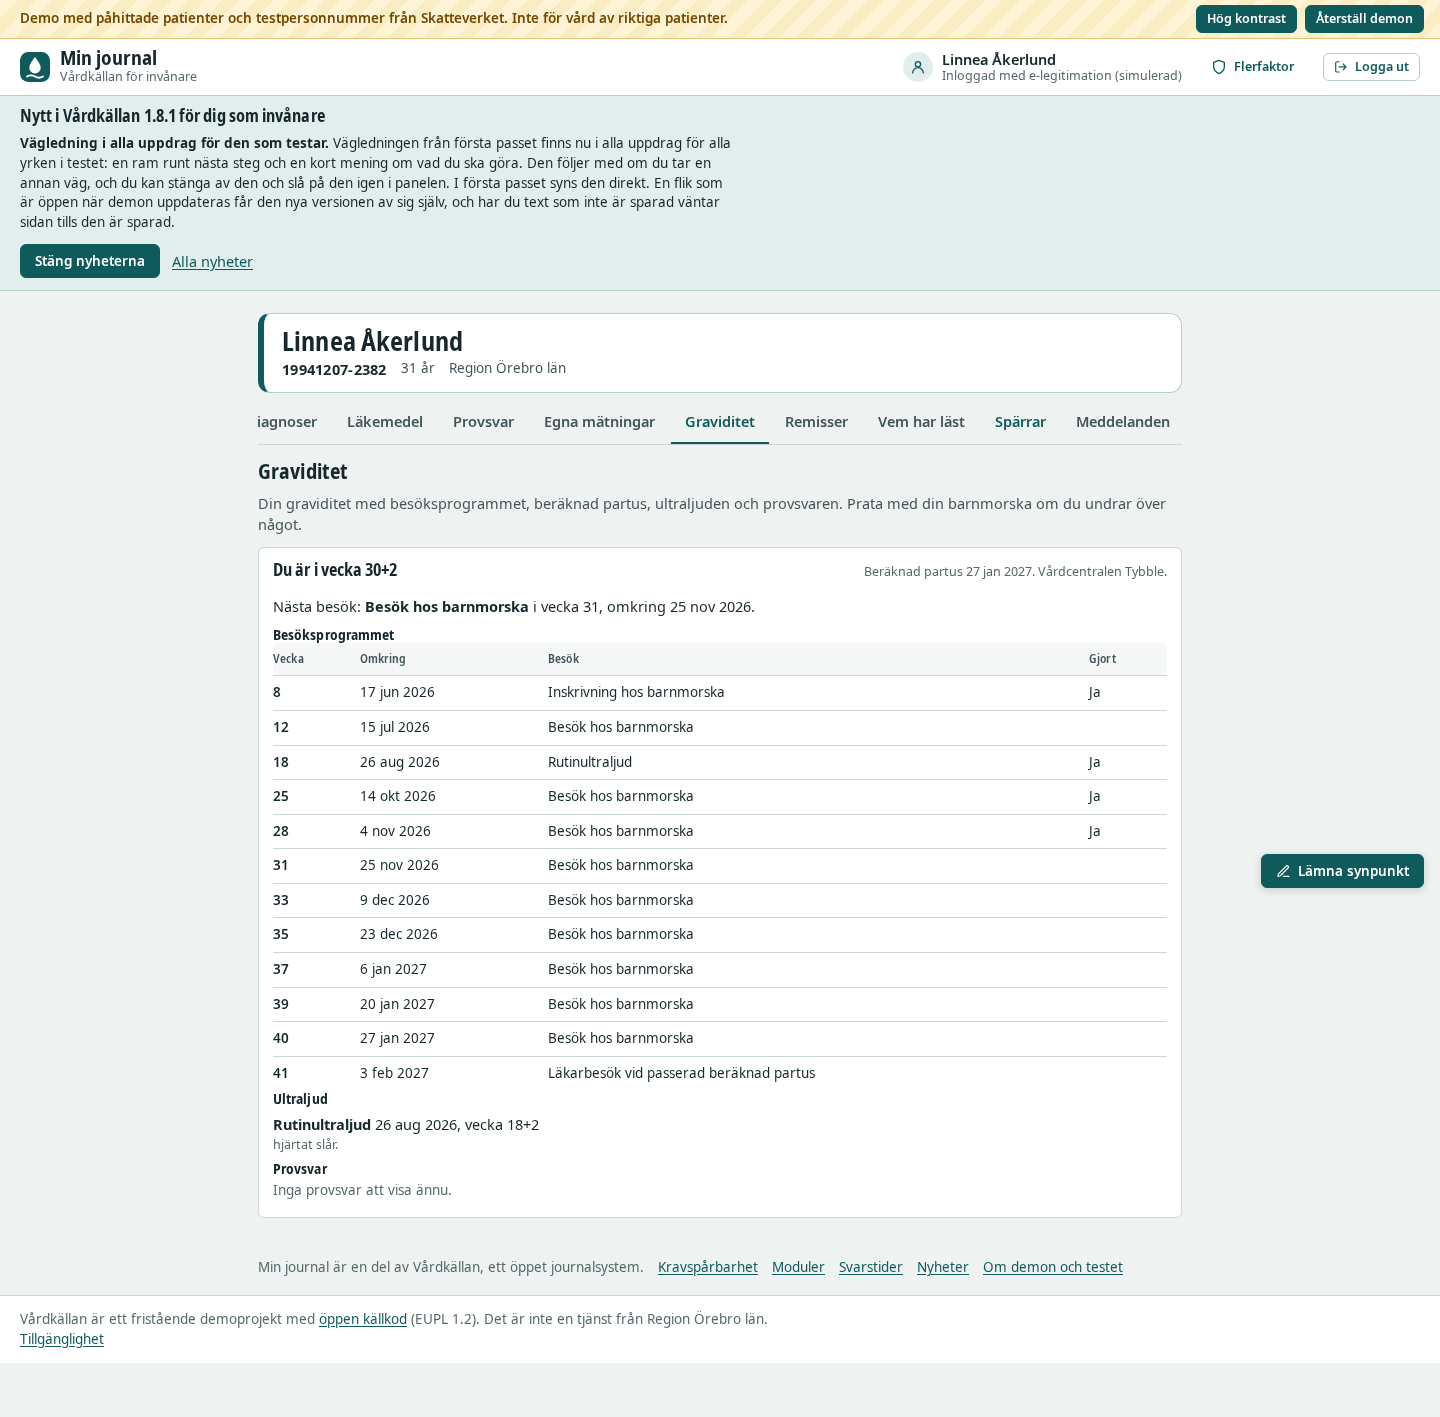 Demo med påhittade patienter och testpersonnummer från Skatteverket. Inte för vård av riktiga patienter.
Hög kontrast
Återställ demon
Min journal
Vårdkällan för invånare
Linnea Åkerlund
Inloggad med e-legitimation (simulerad)
Flerfaktor
Logga ut
Nytt i Vårdkällan 1.8.1 för dig som invånare
Vägledning i alla uppdrag för den som testar. Vägledningen från första passet finns nu i alla uppdrag för alla
yrken i testet: en ram runt nästa steg och en kort mening om vad du ska göra. Den följer med om du tar en
annan väg, och du kan stänga av den och slå på den igen i panelen. I första passet syns den direkt. En flik som
är öppen när demon uppdateras får den nya versionen av sig själv, och har du text som inte är sparad väntar
sidan tills den är sparad.
Stäng nyheterna
Alla nyheter
Linnea Åkerlund
19941207-2382 31 år Region Örebro län
iagnoser Läkemedel Provsvar Egna mätningar Graviditet Remisser Vem har läst Spärrar Meddelanden
Graviditet
Din graviditet med besöksprogrammet, beräknad partus, ultraljuden och provsvaren. Prata med din barnmorska om du undrar över
något.
Du är i vecka 30+2
Beräknad partus 27 jan 2027. Vårdcentralen Tybble.
Nästa besök: Besök hos barnmorska i vecka 31, omkring 25 nov 2026.
Besöksprogrammet
Vecka Omkring Besök Gjort
8 17 jun 2026 Inskrivning hos barnmorska Ja
12 15 jul 2026 Besök hos barnmorska
18 26 aug 2026 Rutinultraljud Ja
25 14 okt 2026 Besök hos barnmorska Ja
28 4 nov 2026 Besök hos barnmorska Ja
31 25 nov 2026 Besök hos barnmorska
33 9 dec 2026 Besök hos barnmorska
35 23 dec 2026 Besök hos barnmorska
37 6 jan 2027 Besök hos barnmorska
39 20 jan 2027 Besök hos barnmorska
40 27 jan 2027 Besök hos barnmorska
41 3 feb 2027 Läkarbesök vid passerad beräknad partus
Ultraljud
Rutinultraljud 26 aug 2026, vecka 18+2
hjärtat slår.
Provsvar
Inga provsvar att visa ännu.
Lämna synpunkt
Min journal är en del av Vårdkällan, ett öppet journalsystem. Kravspårbarhet Moduler Svarstider Nyheter Om demon och testet
Vårdkällan är ett fristående demoprojekt med öppen källkod (EUPL 1.2). Det är inte en tjänst från Region Örebro län.
Tillgänglighet